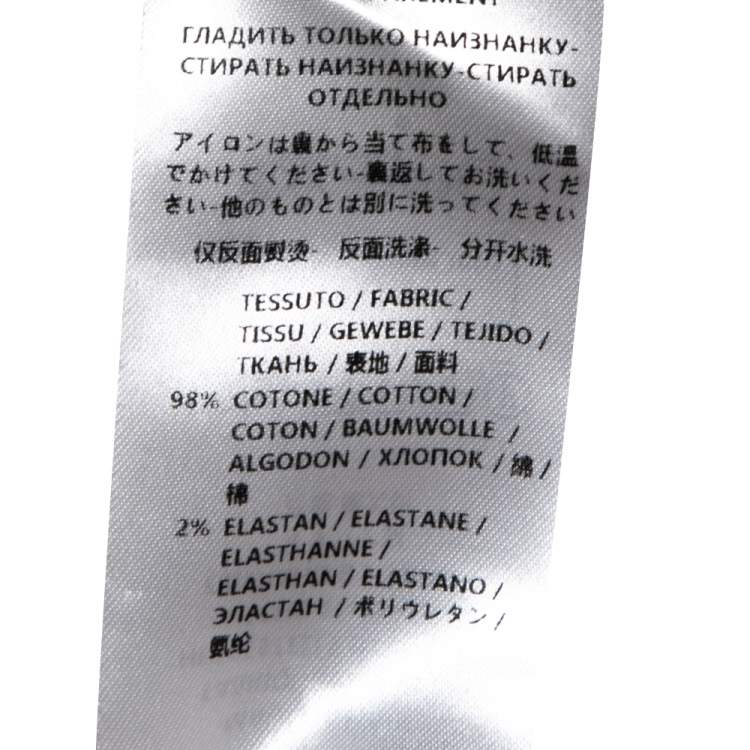 ГЛАДИТЬ ТОЛЬКО НАИЗНАНКУ-
СТИРАТЬ НАИЗНАНКУ-СТИРАТЬ
ОТДЕЛЬНО
アイロンは裏から当て布をして、低温
でかけてください-裏返してお洗いくだ
さい-他のものとは別に洗ってください
仅反面熨烫- 反面洗涤- 分开水洗
TESSUTO / FABRIC /
TISSU / GEWEBE / TEJIDO /
ТКАНЬ / 表地 / 面料
98% COTONE / COTTON /
COTON / BAUMWOLLE /
ALGODON / ХЛОПОК / 綿 /
棉
2% ELASTAN / ELASTANE /
ELASTHANNE /
ELASTHAN / ELASTANO /
ЭЛАСТАН / ポリウレタン /
氨纶